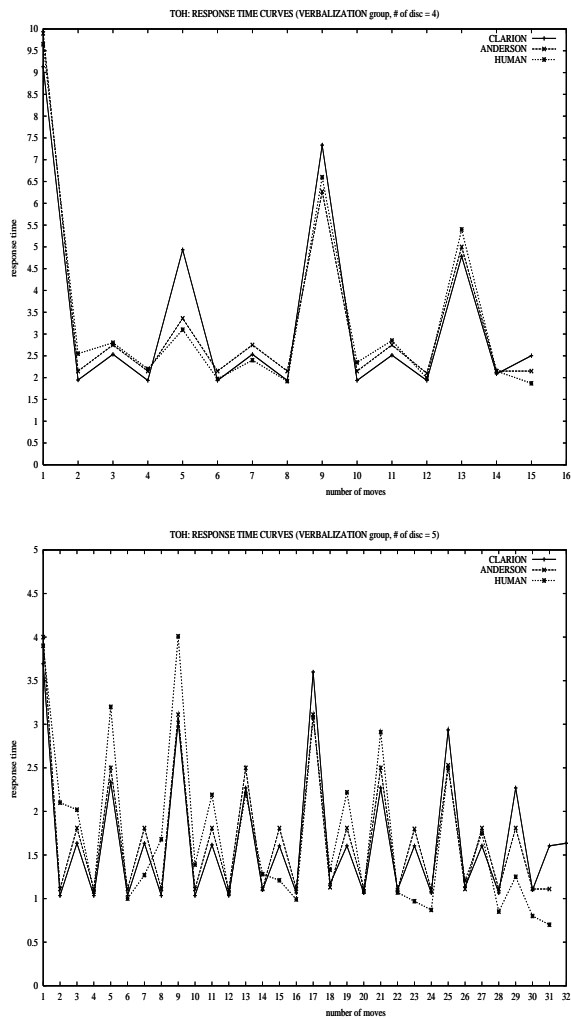 TOH: RESPONSE TIME CURVES (VERBALIZATION group, # of disc = 4)
CLARION
ANDERSON
HUMAN
10
9.5
9
8.5
8
7.5
7
6.5
6
5.5
5
4.5
4
3.5
3
2.5
2
1.5
1
0.5
0
response time
1 2 3 4 5 6 7 8 9 10 11 12 13 14 15 16
number of moves
TOH: RESPONSE TIME CURVES (VERBALIZATION group, # of disc = 5)
CLARION
ANDERSON
HUMAN
5
4.5
4
3.5
3
2.5
2
1.5
1
0.5
0
response time
1 2 3 4 5 6 7 8 9 10 11 12 13 14 15 16 17 18 19 20 21 22 23 24 25 26 27 28 29 30 31 32
number of moves